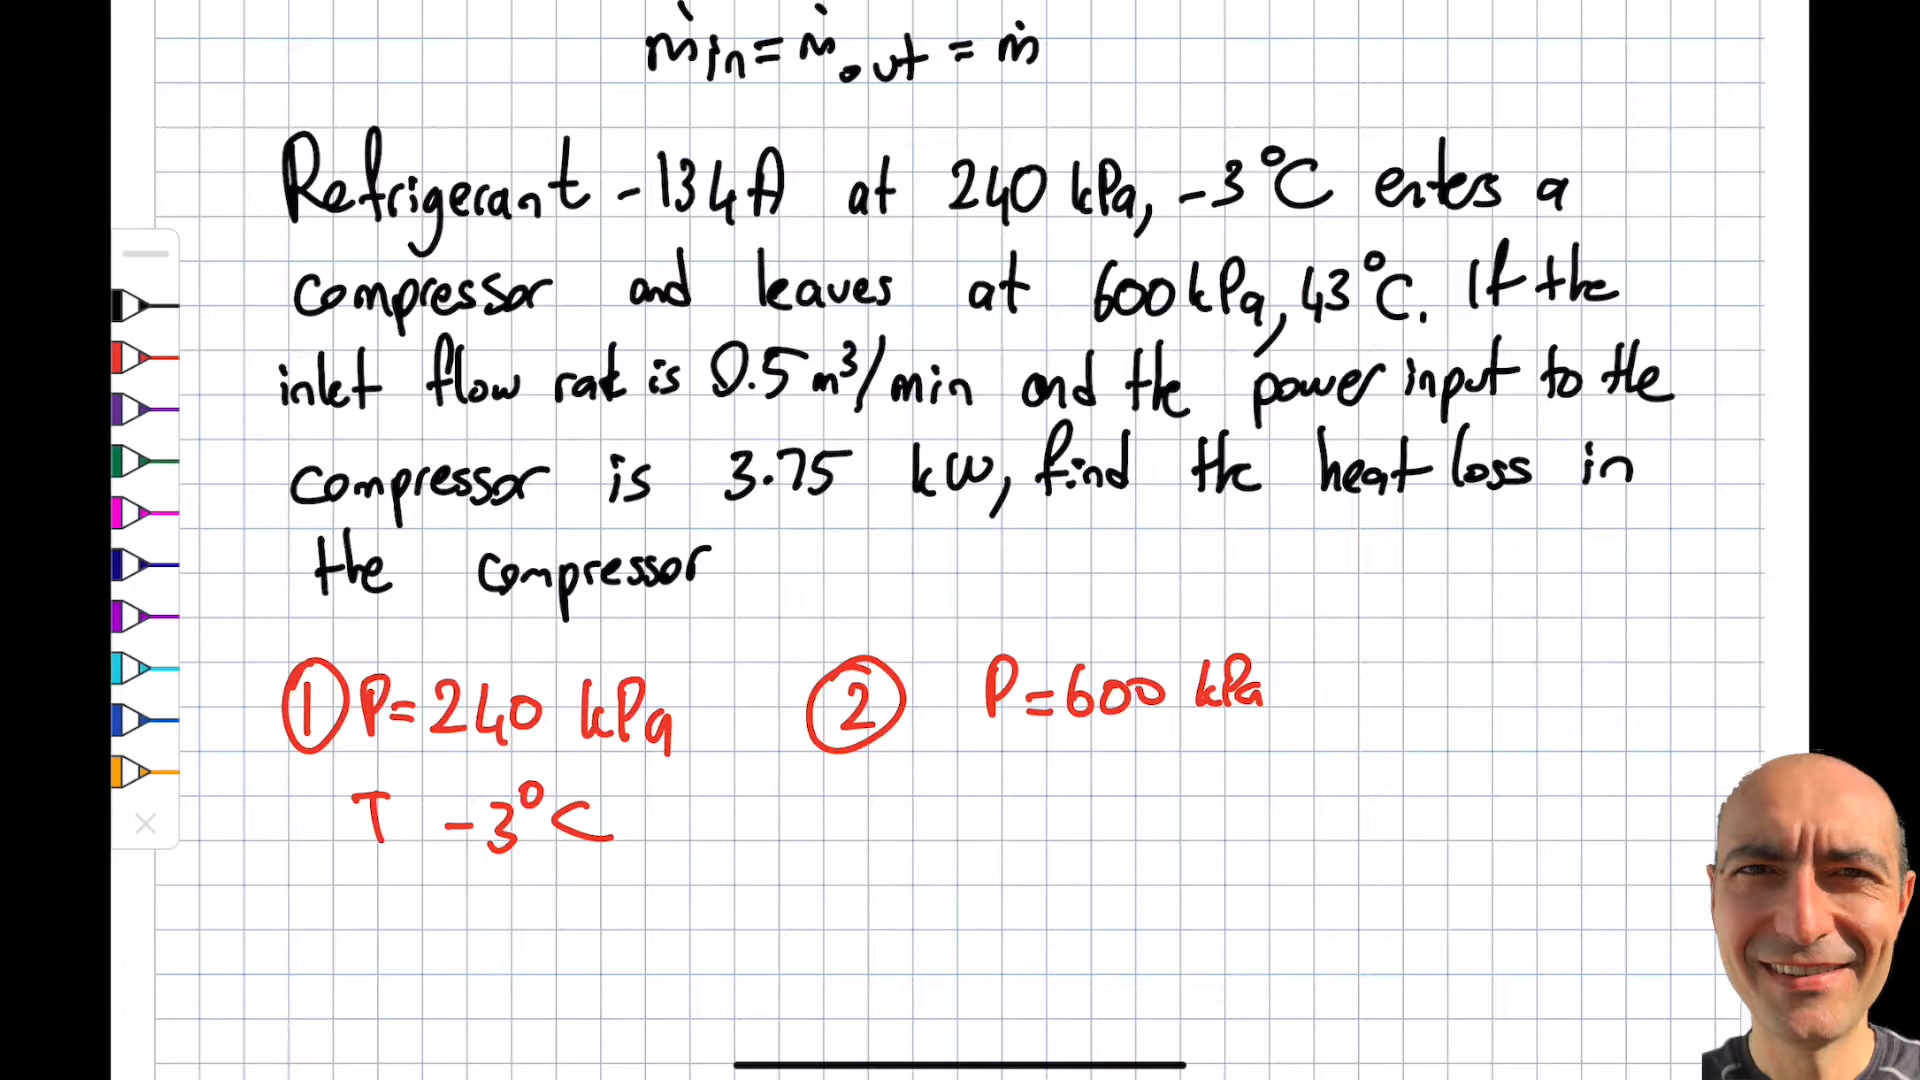 ṁin = ṁout = ṁ
Refrigerant - 134A at 240 kPa, -3°C enters a
compressor and leaves at 600 kPa, 43°C. If the
inlet flow rate is 0.5 m³/min and the power input to the
compressor is 3.75 kW, find the heat loss in
the compressor
① P = 240 kPa ② P = 600 kPa
T -3°C